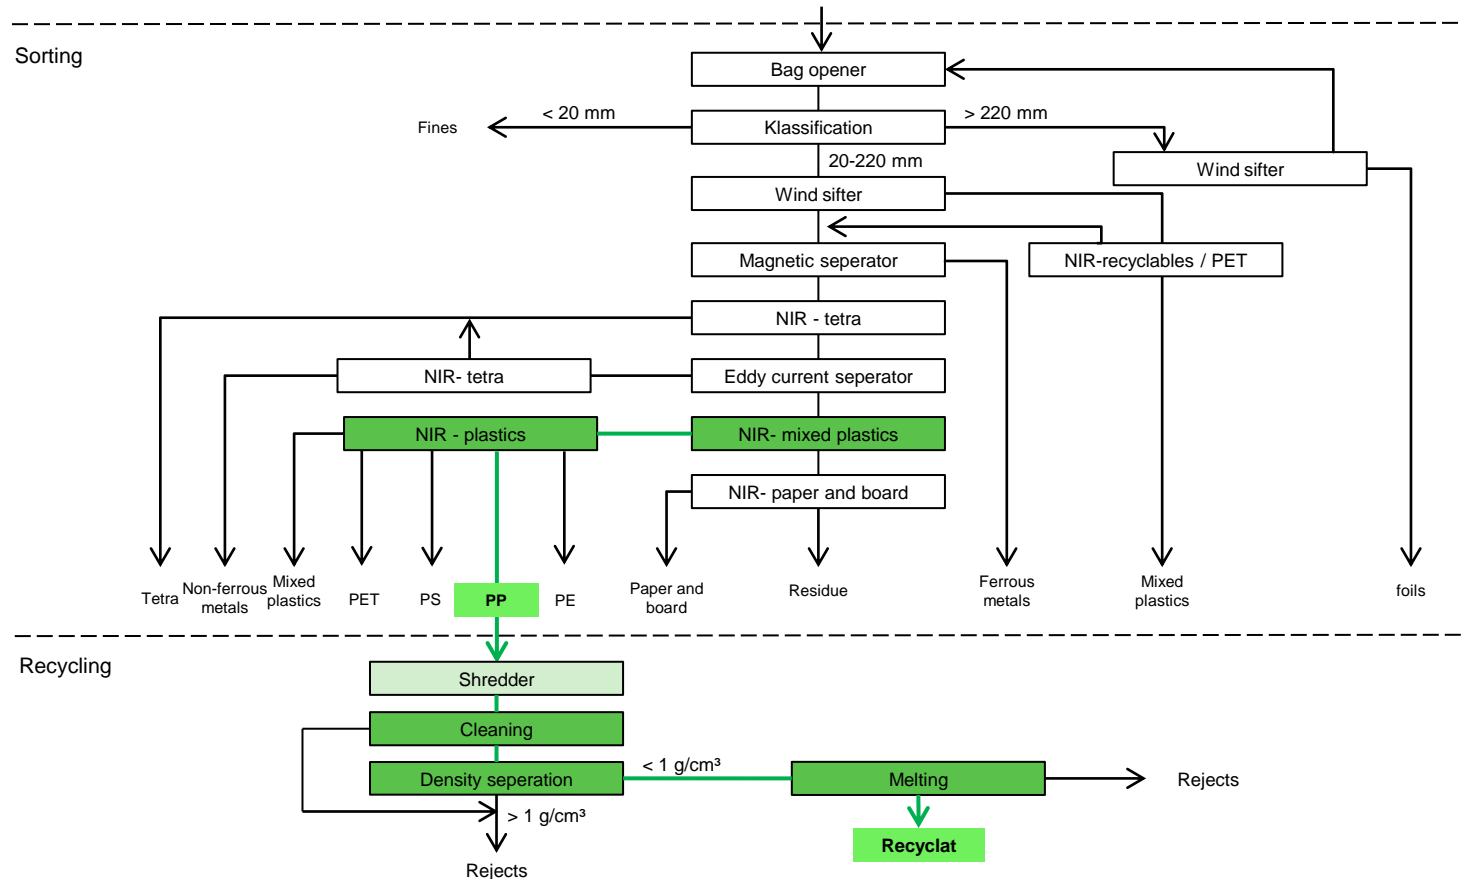 Sorting
Bag opener
Fines
< 20 mm
Klassification
> 220 mm
20-220 mm
Wind sifter
Wind sifter
Magnetic seperator
NIR-recyclables / PET
NIR - tetra
NIR- tetra
Eddy current seperator
NIR - plastics
NIR- mixed plastics
NIR- paper and board
Tetra
Non-ferrous
metals
Mixed
plastics
PET
PS
PP
PE
Paper and
board
Residue
Ferrous
metals
Mixed
plastics
foils
Recycling
Shredder
Cleaning
Density seperation
< 1 g/cm³
Melting
Rejects
> 1 g/cm³
Recyclat
Rejects